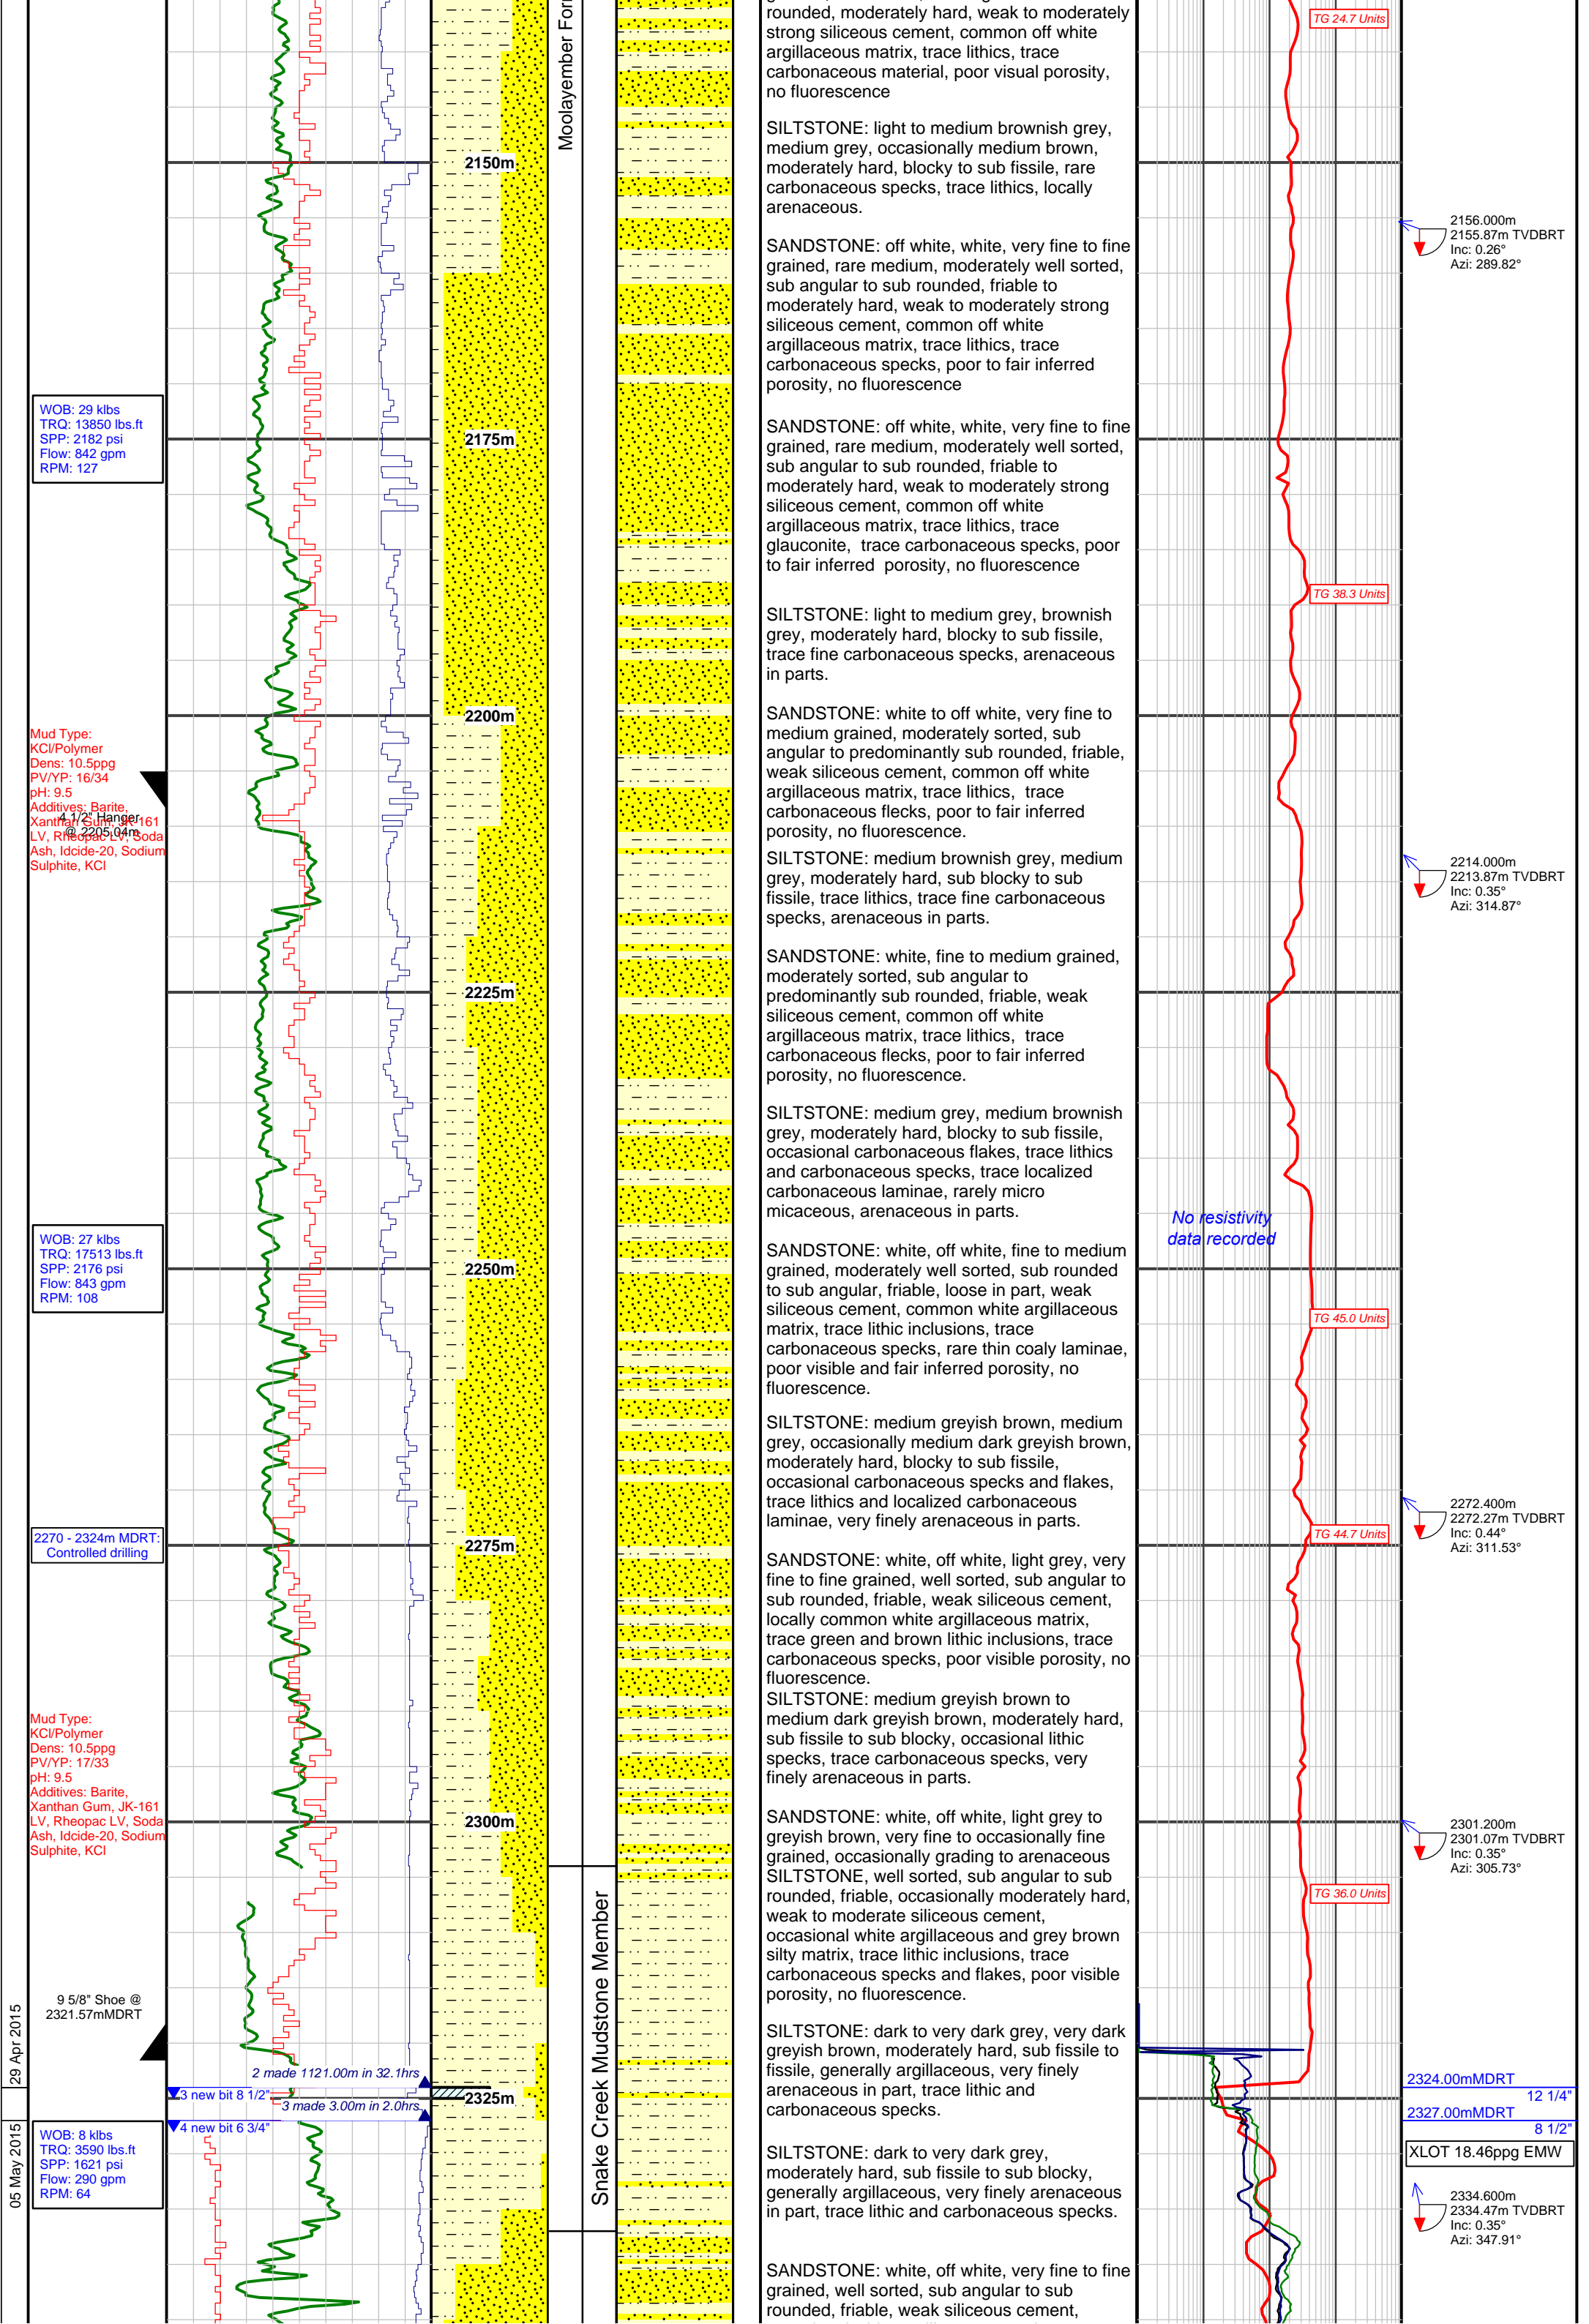 29 Apr 2015
05 May 2015
WOB: 29 klbs
TRQ: 13850 lbs.ft
SPP: 2182 psi
Flow: 842 gpm
RPM: 127
Mud Type:
KCl/Polymer
Dens: 10.5ppg
PV/YP: 16/34
pH: 9.5
Additives: Barite,
Xanthan Gum, JK-161
LV, Rheopac LV, Soda
Ash, Idcide-20, Sodium
Sulphite, KCl
4 1/2" Hanger
@ 2205.04m
WOB: 27 klbs
TRQ: 17513 lbs.ft
SPP: 2176 psi
Flow: 843 gpm
RPM: 108
2270 - 2324m MDRT:
Controlled drilling
Mud Type:
KCl/Polymer
Dens: 10.5ppg
PV/YP: 17/33
pH: 9.5
Additives: Barite,
Xanthan Gum, JK-161
LV, Rheopac LV, Soda
Ash, Idcide-20, Sodium
Sulphite, KCl
9 5/8" Shoe @
2321.57mMDRT
WOB: 8 klbs
TRQ: 3590 lbs.ft
SPP: 1621 psi
Flow: 290 gpm
RPM: 64
2 made 1121.00m in 32.1hrs
3 new bit 8 1/2"
3 made 3.00m in 2.0hrs
4 new bit 6 3/4"
2150m
2175m
2200m
2225m
2250m
2275m
2300m
2325m
Moolayember For
Snake Creek Mudstone Member
rounded, moderately hard, weak to moderately
strong siliceous cement, common off white
argillaceous matrix, trace lithics, trace
carbonaceous material, poor visual porosity,
no fluorescence
SILTSTONE: light to medium brownish grey,
medium grey, occasionally medium brown,
moderately hard, blocky to sub fissile, rare
carbonaceous specks, trace lithics, locally
arenaceous.
SANDSTONE: off white, white, very fine to fine
grained, rare medium, moderately well sorted,
sub angular to sub rounded, friable to
moderately hard, weak to moderately strong
siliceous cement, common off white
argillaceous matrix, trace lithics, trace
carbonaceous specks, poor to fair inferred
porosity, no fluorescence
SANDSTONE: off white, white, very fine to fine
grained, rare medium, moderately well sorted,
sub angular to sub rounded, friable to
moderately hard, weak to moderately strong
siliceous cement, common off white
argillaceous matrix, trace lithics, trace
glauconite,  trace carbonaceous specks, poor
to fair inferred  porosity, no fluorescence
SILTSTONE: light to medium grey, brownish
grey, moderately hard, blocky to sub fissile,
trace fine carbonaceous specks, arenaceous
in parts.
SANDSTONE: white to off white, very fine to
medium grained, moderately sorted, sub
angular to predominantly sub rounded, friable,
weak siliceous cement, common off white
argillaceous matrix, trace lithics,  trace
carbonaceous flecks, poor to fair inferred
porosity, no fluorescence.
SILTSTONE: medium brownish grey, medium
grey, moderately hard, sub blocky to sub
fissile, trace lithics, trace fine carbonaceous
specks, arenaceous in parts.
SANDSTONE: white, fine to medium grained,
moderately sorted, sub angular to
predominantly sub rounded, friable, weak
siliceous cement, common off white
argillaceous matrix, trace lithics,  trace
carbonaceous flecks, poor to fair inferred
porosity, no fluorescence.
SILTSTONE: medium grey, medium brownish
grey, moderately hard, blocky to sub fissile,
occasional carbonaceous flakes, trace lithics
and carbonaceous specks, trace localized
carbonaceous laminae, rarely micro
micaceous, arenaceous in parts.
SANDSTONE: white, off white, fine to medium
grained, moderately well sorted, sub rounded
to sub angular, friable, loose in part, weak
siliceous cement, common white argillaceous
matrix, trace lithic inclusions, trace
carbonaceous specks, rare thin coaly laminae,
poor visible and fair inferred porosity, no
fluorescence.
SILTSTONE: medium greyish brown, medium
grey, occasionally medium dark greyish brown,
moderately hard, blocky to sub fissile,
occasional carbonaceous specks and flakes,
trace lithics and localized carbonaceous
laminae, very finely arenaceous in parts.
SANDSTONE: white, off white, light grey, very
fine to fine grained, well sorted, sub angular to
sub rounded, friable, weak siliceous cement,
locally common white argillaceous matrix,
trace green and brown lithic inclusions, trace
carbonaceous specks, poor visible porosity, no
fluorescence.
SILTSTONE: medium greyish brown to
medium dark greyish brown, moderately hard,
sub fissile to sub blocky, occasional lithic
specks, trace carbonaceous specks, very
finely arenaceous in parts.
SANDSTONE: white, off white, light grey to
greyish brown, very fine to occasionally fine
grained, occasionally grading to arenaceous
SILTSTONE, well sorted, sub angular to sub
rounded, friable, occasionally moderately hard,
weak to moderate siliceous cement,
occasional white argillaceous and grey brown
silty matrix, trace lithic inclusions, trace
carbonaceous specks and flakes, poor visible
porosity, no fluorescence.
SILTSTONE: dark to very dark grey, very dark
greyish brown, moderately hard, sub fissile to
fissile, generally argillaceous, very finely
arenaceous in part, trace lithic and
carbonaceous specks.
SILTSTONE: dark to very dark grey,
moderately hard, sub fissile to sub blocky,
generally argillaceous, very finely arenaceous
in part, trace lithic and carbonaceous specks.
SANDSTONE: white, off white, very fine to fine
grained, well sorted, sub angular to sub
rounded, friable, weak siliceous cement,
TG 24.7 Units
TG 38.3 Units
No resistivity
data recorded
TG 45.0 Units
TG 44.7 Units
TG 36.0 Units
2156.000m
2155.87m TVDBRT
Inc: 0.26°
Azi: 289.82°
2214.000m
2213.87m TVDBRT
Inc: 0.35°
Azi: 314.87°
2272.400m
2272.27m TVDBRT
Inc: 0.44°
Azi: 311.53°
2301.200m
2301.07m TVDBRT
Inc: 0.35°
Azi: 305.73°
2324.00mMDRT
12 1/4"
2327.00mMDRT
8 1/2"
XLOT 18.46ppg EMW
2334.600m
2334.47m TVDBRT
Inc: 0.35°
Azi: 347.91°